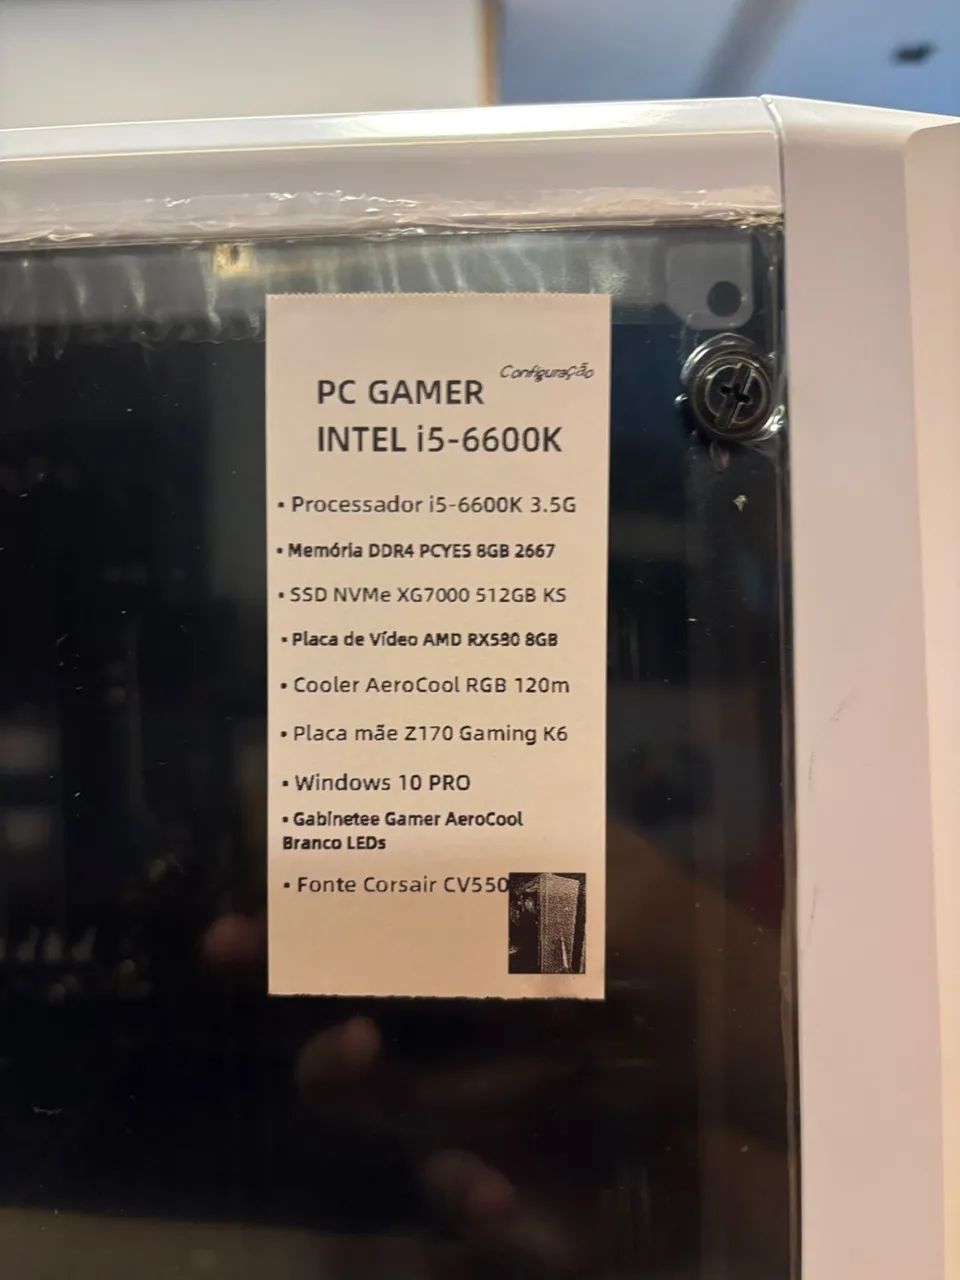 Configuração
PC GAMER
INTEL i5-6600K
• Processador i5-6600K 3.5G
• Memória DDR4 PCYES 8GB 2667
• SSD NVMe XG7000 512GB KS
• Placa de Vídeo AMD RX580 8GB
• Cooler AeroCool RGB 120m
• Placa mãe Z170 Gaming K6
• Windows 10 PRO
• Gabinetee Gamer AeroCool
Branco LEDs
• Fonte Corsair CV550